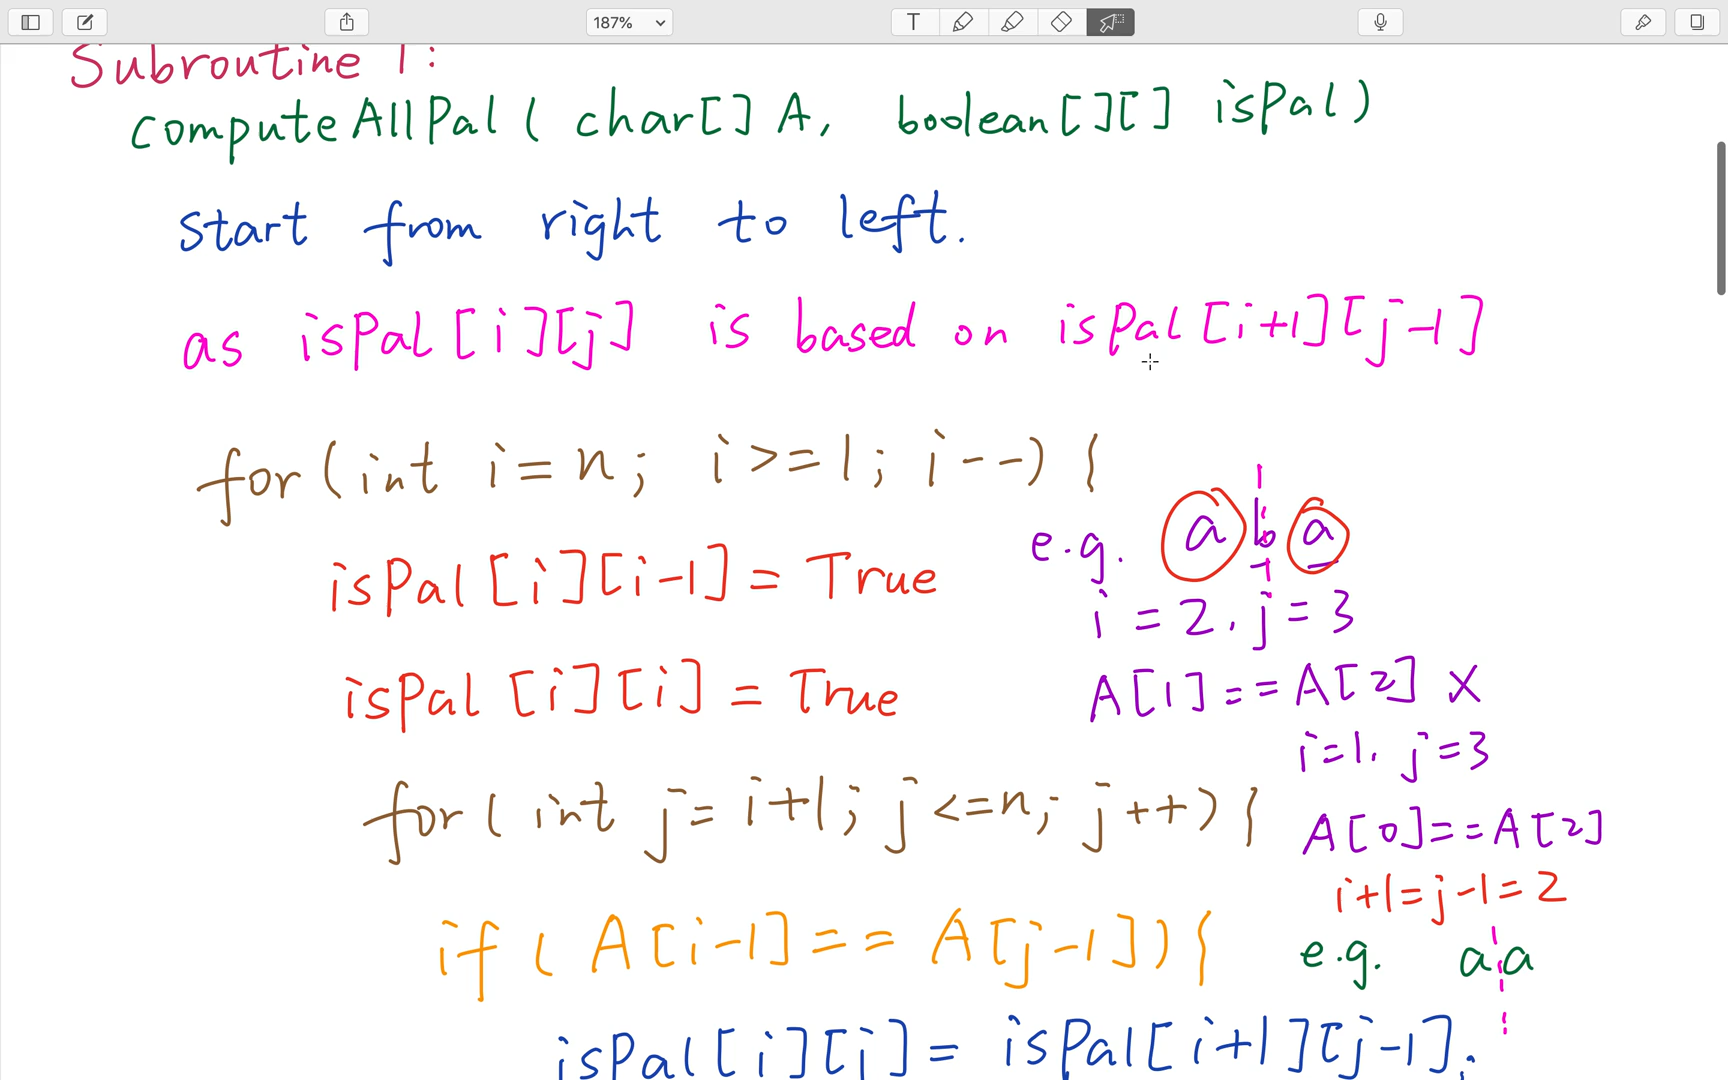 187%
T
Subroutine 1:
computeAllPal ( char[] A, boolean[][] isPal)
start from right to left.
as isPal[i][j] is based on isPal[i+1][j-1]
for(int i=n; i>=1; i--) {
e.g. a b a
isPal[i][i-1] = True
i = 2. j = 3
isPal [i][i] = True
A[1]==A[2] X
i=1. j=3
for( int j= i+1; j<=n; j++) {
A[0]==A[2]
i+1=j-1=2
if ( A[i-1]== A[j-1]){
e.g. aa
isPal[i][j]= isPal[i+1][j-1];